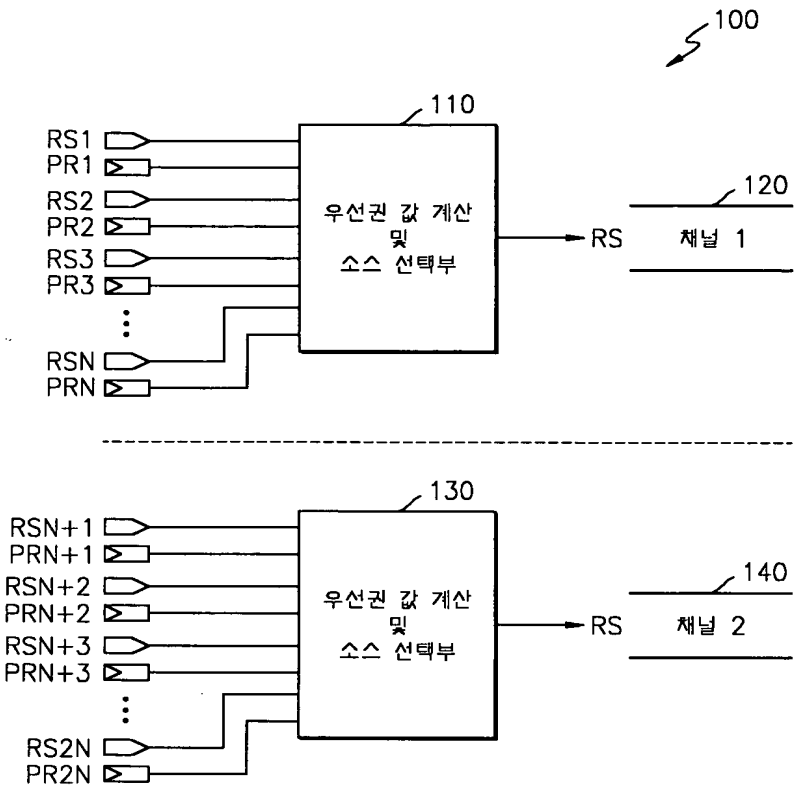 100
110
RS1
PR1
RS2
PR2
RS3
PR3
RSN
PRN
우선권 값 계산
및
소스 선택부
RS
120
채널 1
130
RSN+1
PRN+1
RSN+2
PRN+2
RSN+3
PRN+3
RS2N
PR2N
우선권 값 계산
및
소스 선택부
RS
140
채널 2